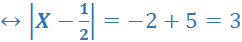 ↔ |X − 1/2| = −2 + 5 = 3